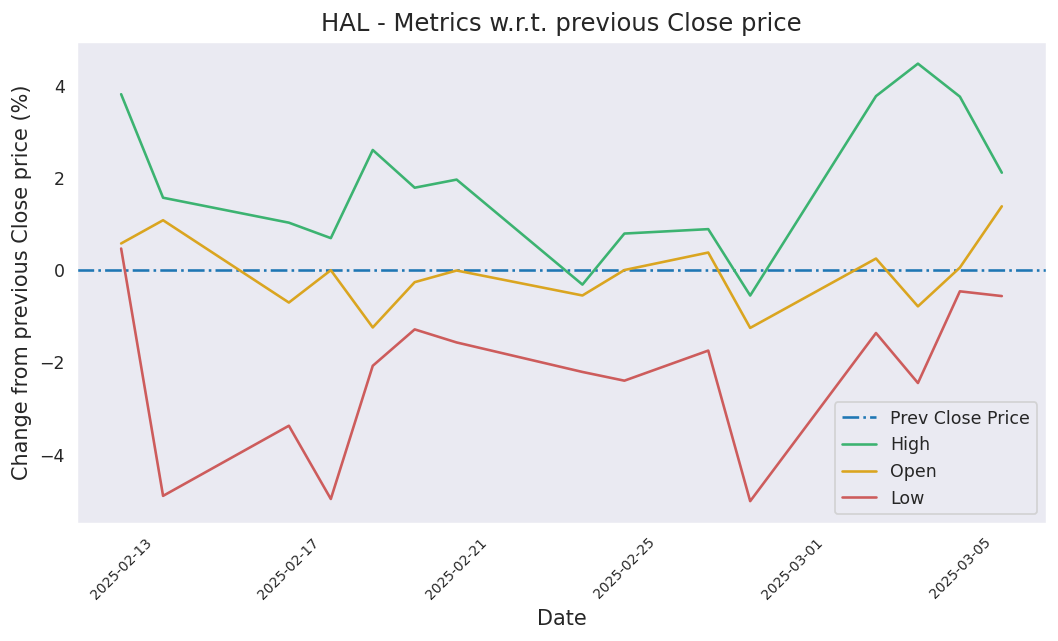 HAL - Metrics w.r.t. previous Close price
Change from previous Close price (%)
4
2
0
−2
−4
Prev Close Price
High
Open
Low
2025-02-13
2025-02-17
2025-02-21
2025-02-25
2025-03-01
2025-03-05
Date